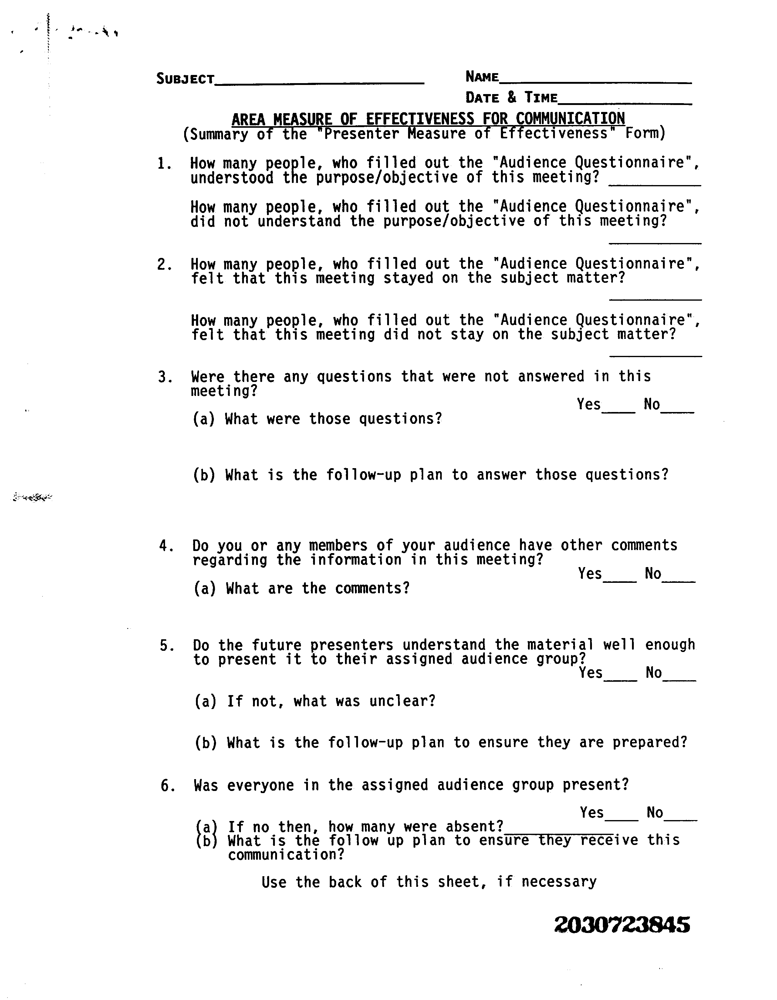 SUBJECT_______________ NAME_______________
DATE & TIME_______________
AREA MEASURE OF EFFECTIVENESS FOR COMMUNICATION
(Summary of the "Presenter Measure of Effectiveness" Form)
1. How many people, who filled out the "Audience Questionnaire",
understood the purpose/objective of this meeting? __________
How many people, who filled out the "Audience Questionnaire",
did not understand the purpose/objective of this meeting?
__________
2. How many people, who filled out the "Audience Questionnaire",
felt that this meeting stayed on the subject matter?
__________
How many people, who filled out the "Audience Questionnaire",
felt that this meeting did not stay on the subject matter?
__________
3. Were there any questions that were not answered in this
meeting?
Yes____ No____
(a) What were those questions?
(b) What is the follow-up plan to answer those questions?
4. Do you or any members of your audience have other comments
regarding the information in this meeting?
Yes____ No____
(a) What are the comments?
5. Do the future presenters understand the material well enough
to present it to their assigned audience group?
Yes____ No____
(a) If not, what was unclear?
(b) What is the follow-up plan to ensure they are prepared?
6. Was everyone in the assigned audience group present?
Yes____ No____
(a) If no then, how many were absent?_____________
(b) What is the follow up plan to ensure they receive this
communication?
Use the back of this sheet, if necessary
2030723845